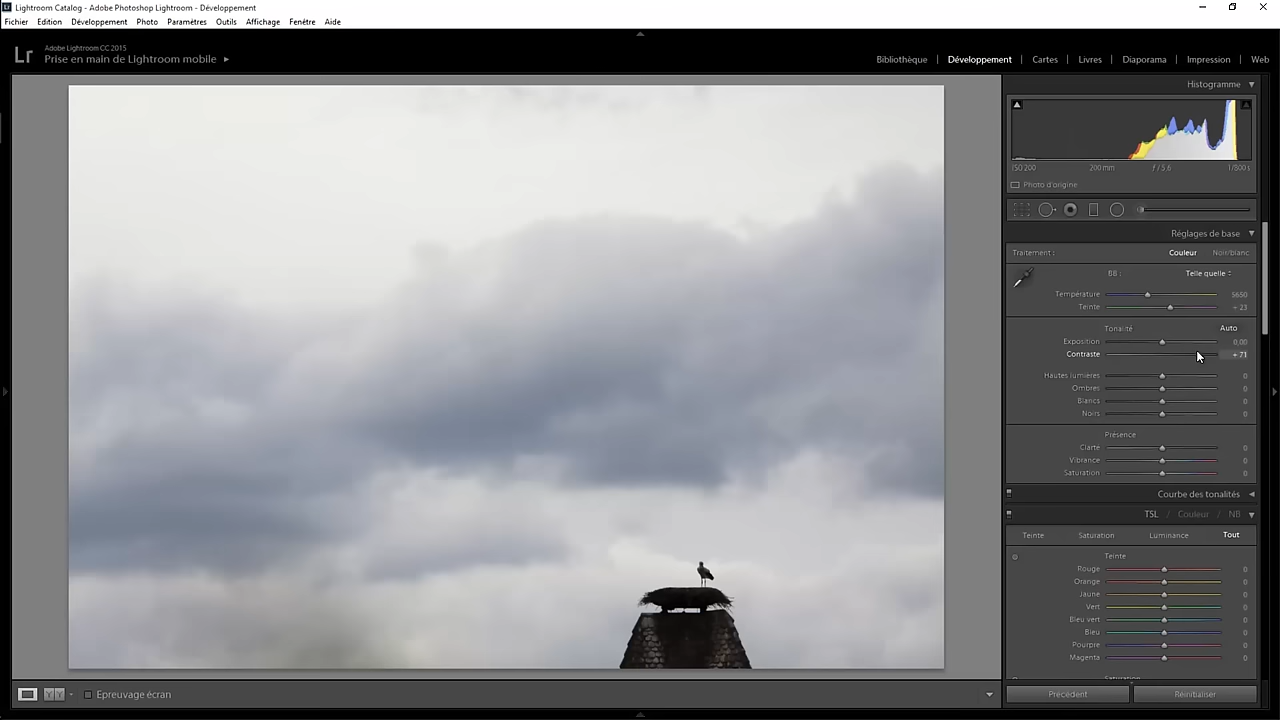 Lightroom Catalog - Adobe Photoshop Lightroom - Développement
Fichier Edition Développement Photo Paramètres Outils Affichage Fenêtre Aide
Lr
Adobe Lightroom CC 2015
Prise en main de Lightroom mobile
Bibliothèque | Développement | Cartes | Livres | Diaporama | Impression | Web
Histogramme
ISO 200 200 mm ƒ / 5,6 1/800 s
Photo d'origine
Réglages de base
Traitement : Couleur Noir/blanc
BB : Telle quelle
Température 5650
Teinte + 23
Tonalité Auto
Exposition 0,00
Contraste + 71
Hautes lumières 0
Ombres 0
Blancs 0
Noirs 0
Présence
Clarté 0
Vibrance 0
Saturation 0
Courbe des tonalités
TSL / Couleur / NB
Teinte Saturation Luminance Tout
Teinte
Rouge 0
Orange 0
Jaune 0
Vert 0
Bleu vert 0
Bleu 0
Pourpre 0
Magenta 0
Saturation
Epreuvage écran
Précédent Réinitialiser